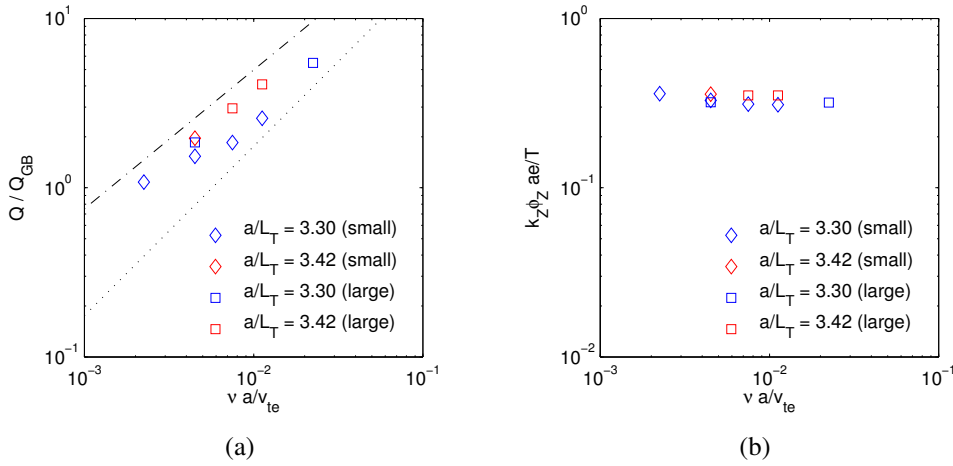 10^1
10^0
10^-1
Q / Q_GB
a/L_T = 3.30 (small)
a/L_T = 3.42 (small)
a/L_T = 3.30 (large)
a/L_T = 3.42 (large)
10^-3
10^-2
10^-1
ν a/v_te
(a)
10^0
10^-1
10^-2
k_Z ϕ_Z ae/T
a/L_T = 3.30 (small)
a/L_T = 3.42 (small)
a/L_T = 3.30 (large)
a/L_T = 3.42 (large)
10^-3
10^-2
10^-1
ν a/v_te
(b)